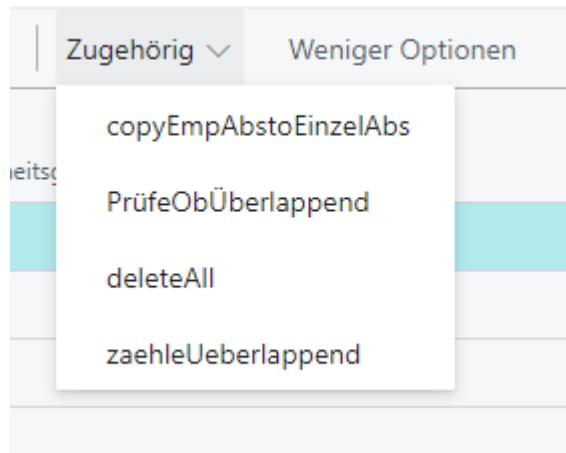 Zugehörig Weniger Optionen
copyEmpAbstoEinzelAbs
PrüfeObÜberlappend
deleteAll
zaehleUeberlappend